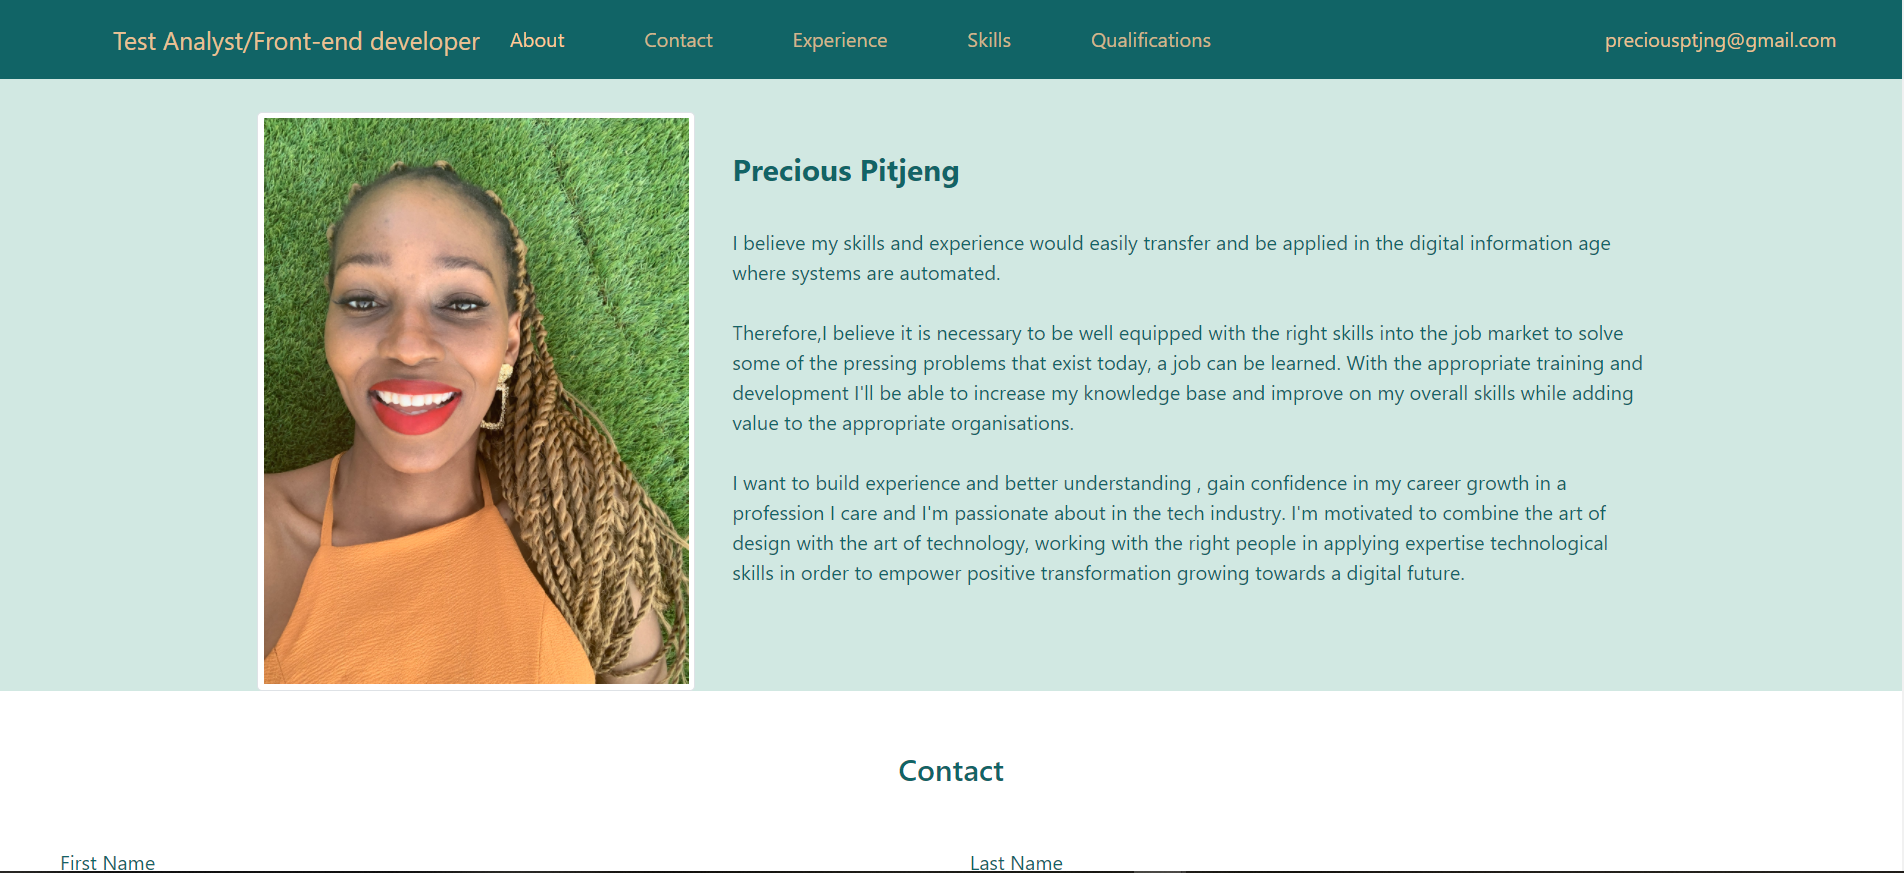 Test Analyst/Front-end developer About Contact Experience Skills Qualifications preciousptjng@gmail.com
Precious Pitjeng
I believe my skills and experience would easily transfer and be applied in the digital information age
where systems are automated.
Therefore,I believe it is necessary to be well equipped with the right skills into the job market to solve
some of the pressing problems that exist today, a job can be learned. With the appropriate training and
development I'll be able to increase my knowledge base and improve on my overall skills while adding
value to the appropriate organisations.
I want to build experience and better understanding , gain confidence in my career growth in a
profession I care and I'm passionate about in the tech industry. I'm motivated to combine the art of
design with the art of technology, working with the right people in applying expertise technological
skills in order to empower positive transformation growing towards a digital future.
Contact
First Name Last Name